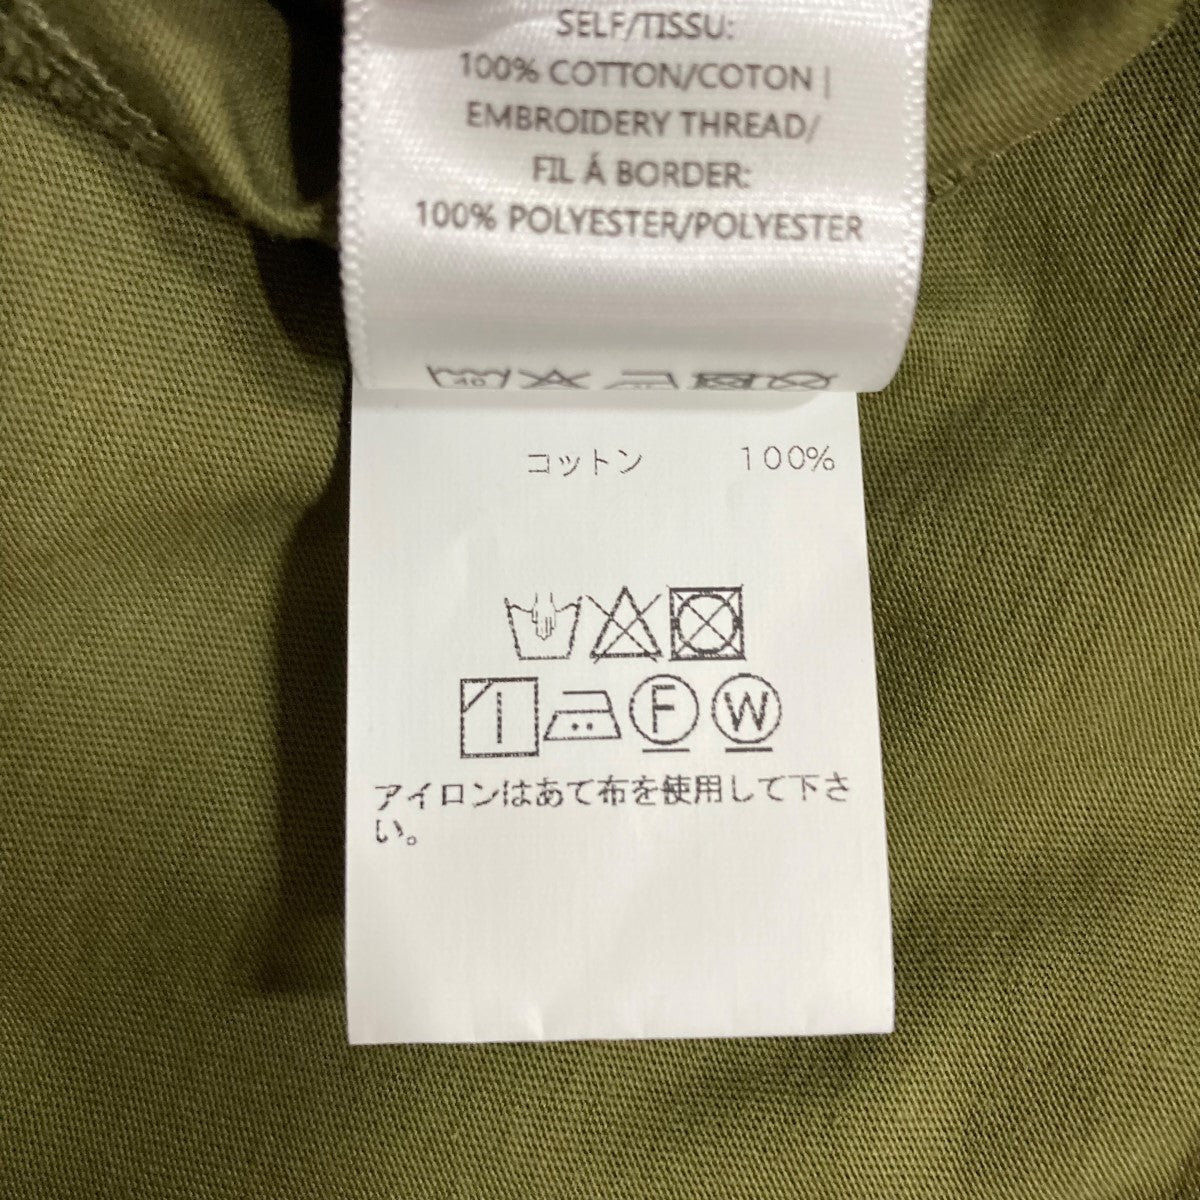 SELF/TISSU:
100% COTTON/COTON |
EMBROIDERY THREAD/
FIL Á BORDER:
100% POLYESTER/POLYESTER
40
コットン 100%
F W
アイロンはあて布を使用して下さ
い。